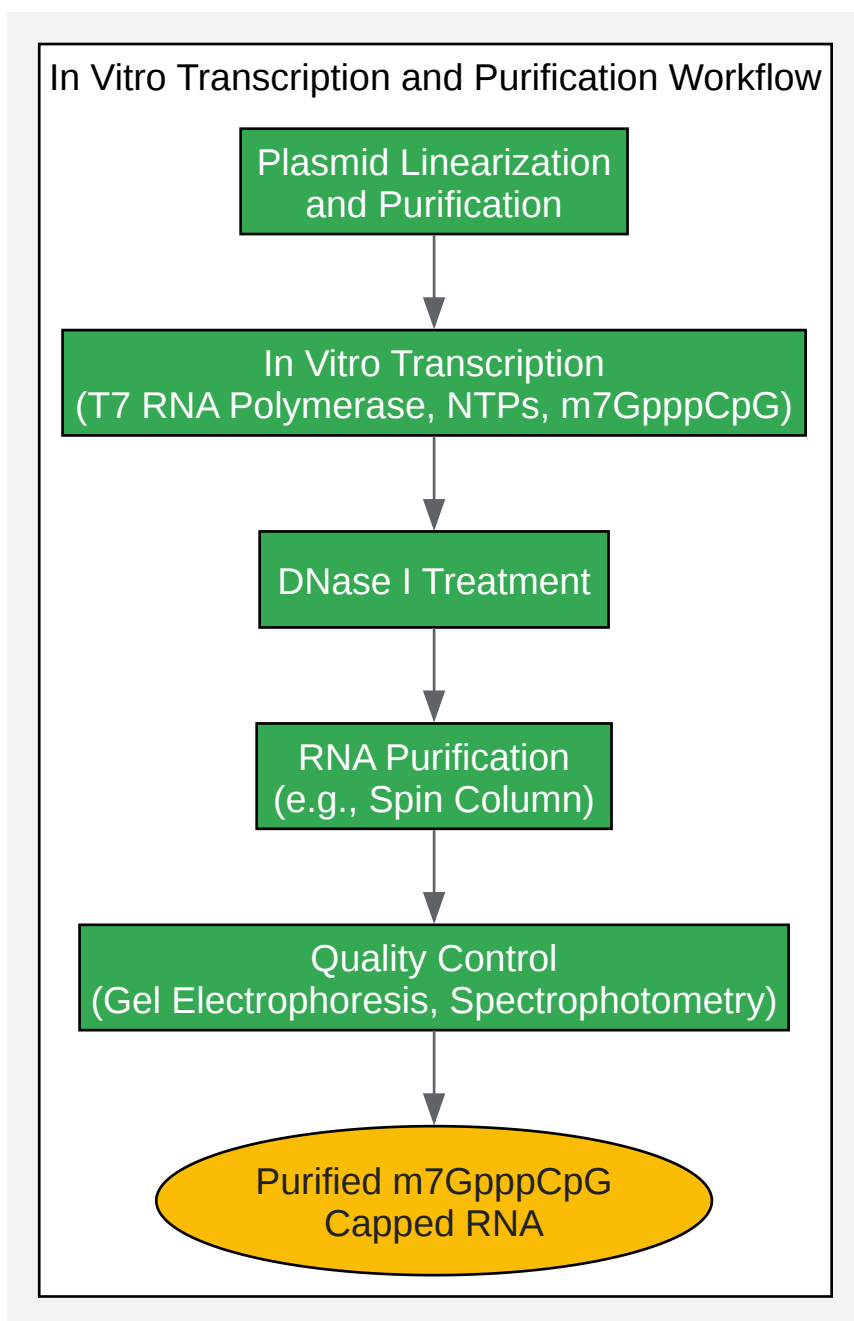 In Vitro Transcription and Purification Workflow
Plasmid Linearization
and Purification
In Vitro Transcription
(T7 RNA Polymerase, NTPs, m7GpppCpG)
DNase I Treatment
RNA Purification
(e.g., Spin Column)
Quality Control
(Gel Electrophoresis, Spectrophotometry)
Purified m7GpppCpG
Capped RNA